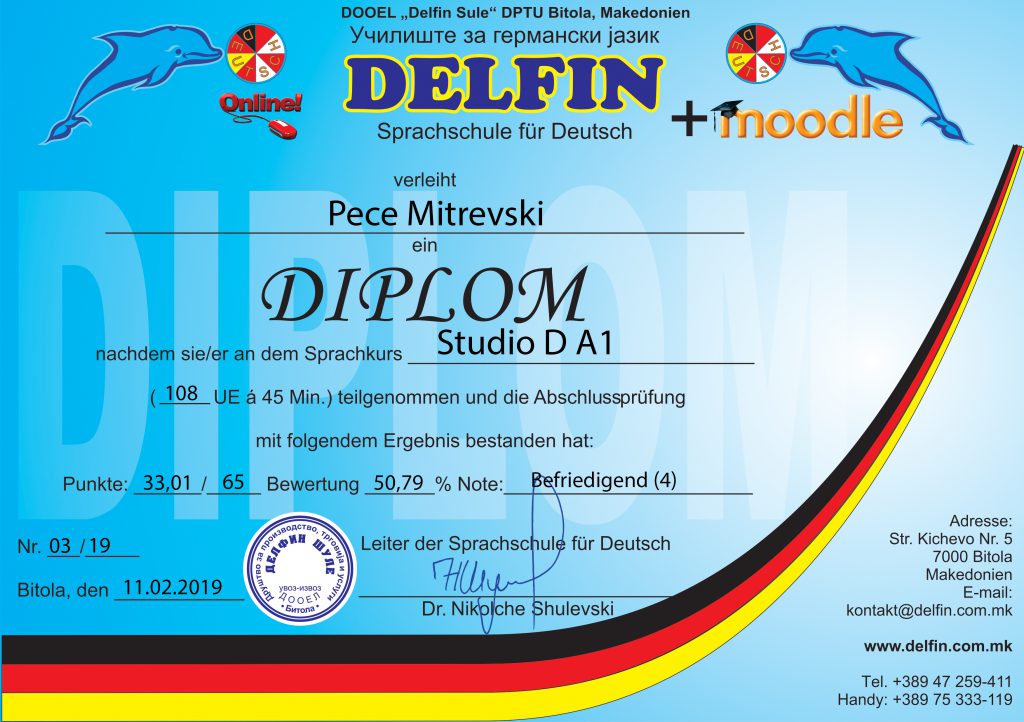 DOOEL „Delfin Sule“ DPTU Bitola, Makedonien
Училиште за германски јазик
DEUTSCH
DEUTSCH
Online!
DELFIN
+moodle
Sprachschule für Deutsch
verleiht
Pece Mitrevski
ein
DIPLOM
DIPLOM
nachdem sie/er an dem Sprachkurs Studio D A1
( 108 UE á 45 Min.) teilgenommen und die Abschlussprüfung
mit folgendem Ergebnis bestanden hat:
Punkte: 33,01 / 65 Bewertung 50,79 % Note: Befriedigend (4)
Nr. 03 / 19
Bitola, den 11.02.2019
Друштво за производство, трговија и услуги
ДЕЛФИН ШУЛЕ
увоз-извоз
ДООЕЛ
• Битола •
Leiter der Sprachschule für Deutsch
Dr. Nikolche Shulevski
Adresse:
Str. Kichevo Nr. 5
7000 Bitola
Makedonien
E-mail:
kontakt@delfin.com.mk
www.delfin.com.mk
Tel. +389 47 259-411
Handy: +389 75 333-119